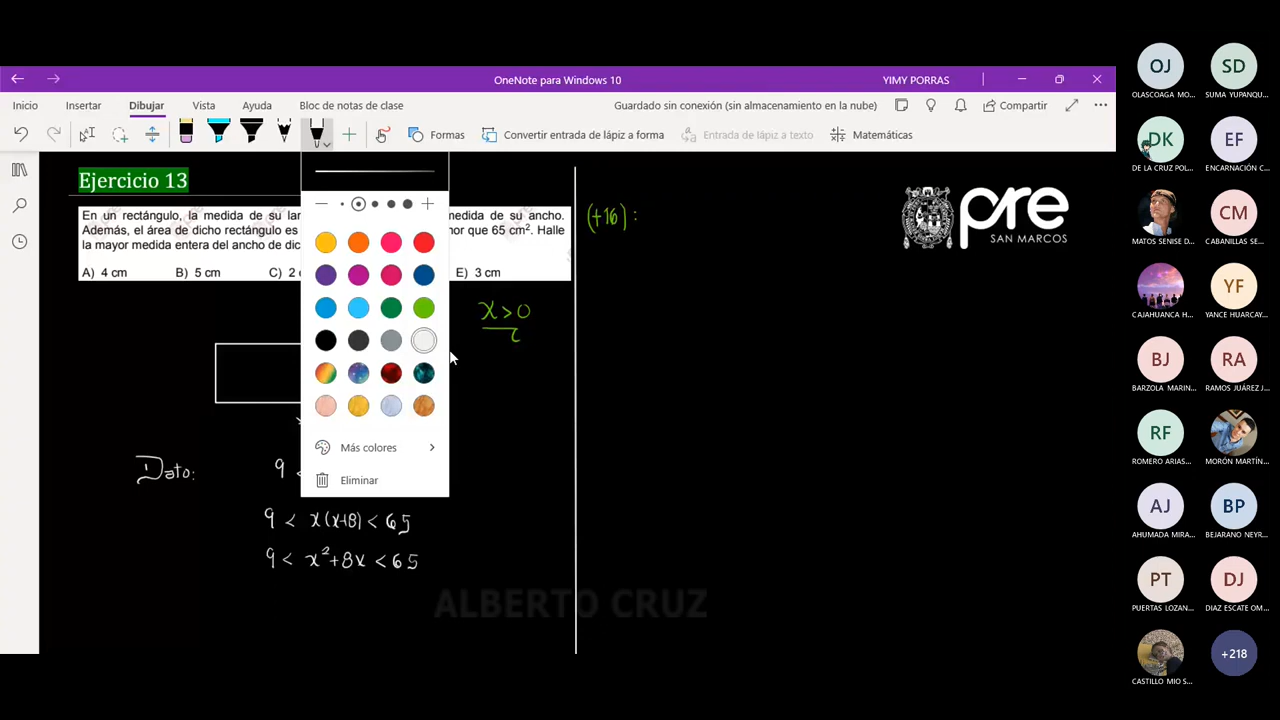 OneNote para Windows 10
YIMY PORRAS
Inicio
Insertar
Dibujar
Vista
Ayuda
Bloc de notas de clase
Guardado sin conexión (sin almacenamiento en la nube)
Compartir
Formas
Convertir entrada de lápiz a forma
Entrada de lápiz a texto
Matemáticas
Ejercicio 13
En un rectángulo, la medida de su lar
medida de su ancho.
Además, el área de dicho rectángulo es
nor que 65 cm².  Halle
la mayor medida entera del ancho de dic
A) 4 cm
B) 5 cm
C) 2 c
E) 3 cm
Más colores
Eliminar
x > 0
Dato:
9 <
9 < x(x+8) < 65
9 < x²+8x < 65
(+16) :
pre
SAN MARCOS
ALBERTO CRUZ
OJ
OLASCOAGA MO...
SD
SUMA YUPANQU...
DK
DE LA CRUZ POL...
EF
ENCARNACIÓN C...
MATOS SENISE D...
CM
CABANILLAS SE...
CAJAHUANCA H...
YF
YANCE HUARCAY...
BJ
BARZOLA MARIN...
RA
RAMOS JUÁREZ J...
RF
ROMERO ARIAS...
MORÓN MARTÍN...
AJ
AHUMADA MIRA...
BP
BEJARANO NEYR...
PT
PUERTAS LOZAN...
DJ
DIAZ ESCATE OM...
CASTILLO MIO S...
+218